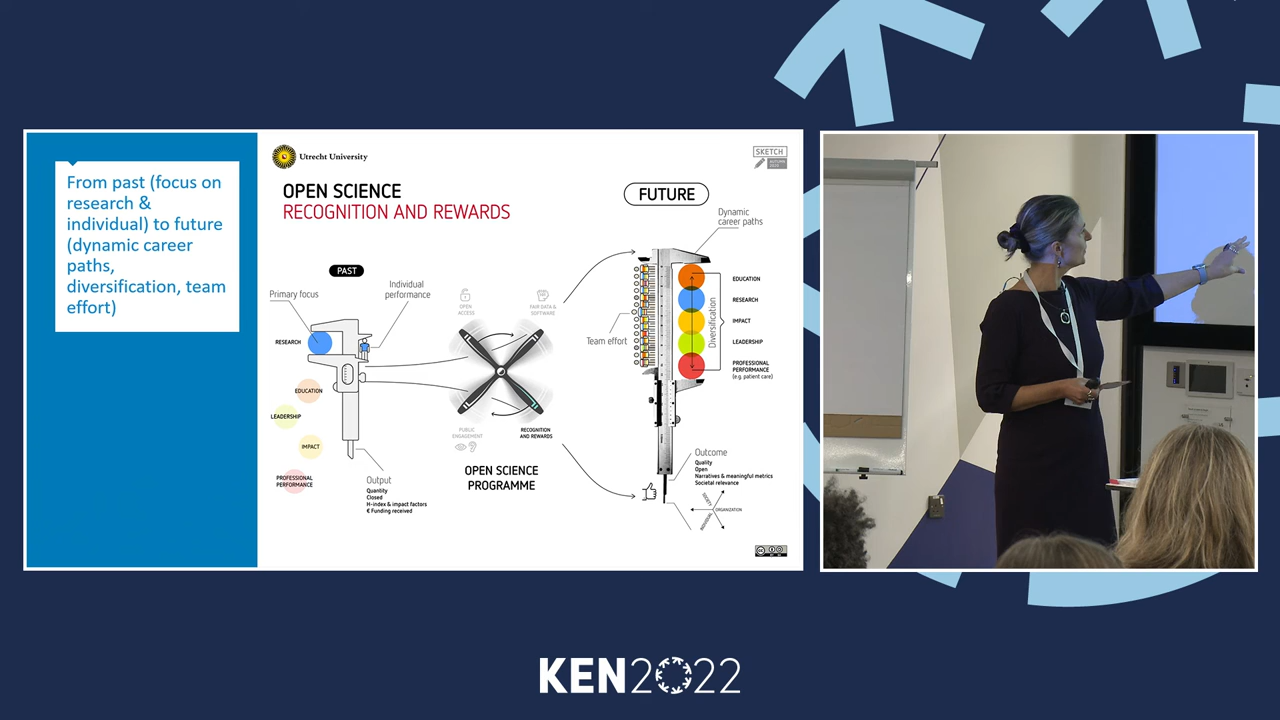 From past (focus on
research &
individual) to future
(dynamic career
paths,
diversification, team
effort)
Utrecht University
SKETCH
OPEN SCIENCE
RECOGNITION AND REWARDS
PAST
Primary focus
Individual
performance
RESEARCH
EDUCATION
LEADERSHIP
IMPACT
PROFESSIONAL
PERFORMANCE
Output
Quantity
Closed
H-index & impact factors
€ Funding received
OPEN
ACCESS
FAIR DATA &
SOFTWARE
PUBLIC
ENGAGEMENT
RECOGNITION
AND REWARDS
OPEN SCIENCE
PROGRAMME
FUTURE
Dynamic
career paths
Team effort
Diversification
EDUCATION
RESEARCH
IMPACT
LEADERSHIP
PROFESSIONAL
PERFORMANCE
(e.g. patient care)
Outcome
Quality
Open
Narratives & meaningful metrics
Societal relevance
SOCIETY
ORGANIZATION
INDIVIDUAL
KEN2022